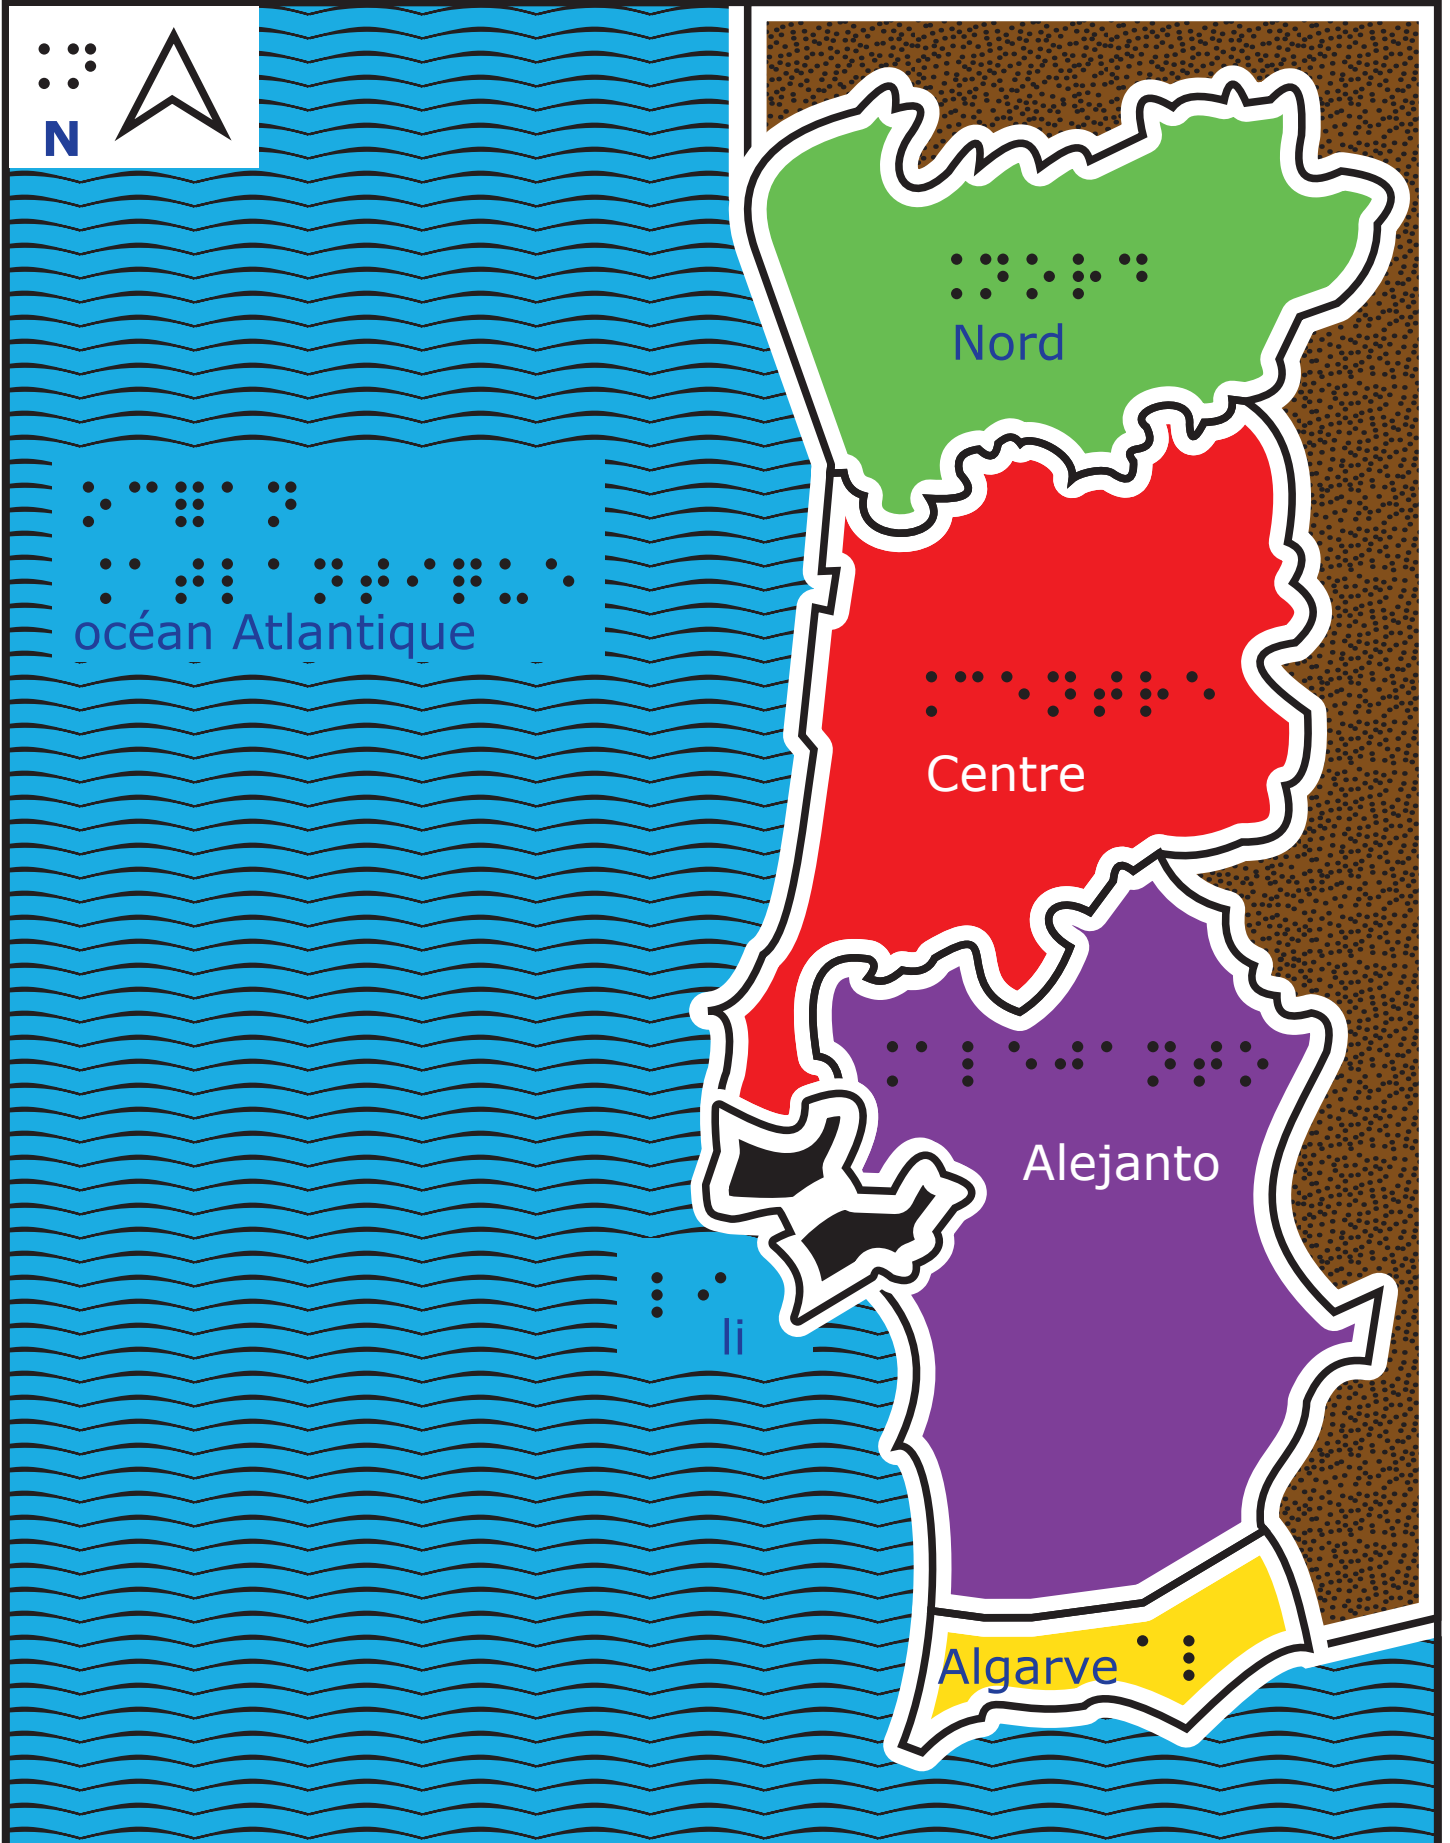 ⠨⠝
N
⠨⠝⠕⠗⠙
Nord
⠕⠉⠿⠁⠝
⠨⠁⠞⠇⠁⠝⠞⠊⠟⠥⠑
océan Atlantique
⠨⠉⠑⠝⠞⠗⠑
Centre
⠨⠁⠇⠑⠚⠁⠝⠞⠕
Alejanto
⠇⠊
li
Algarve ⠁⠇